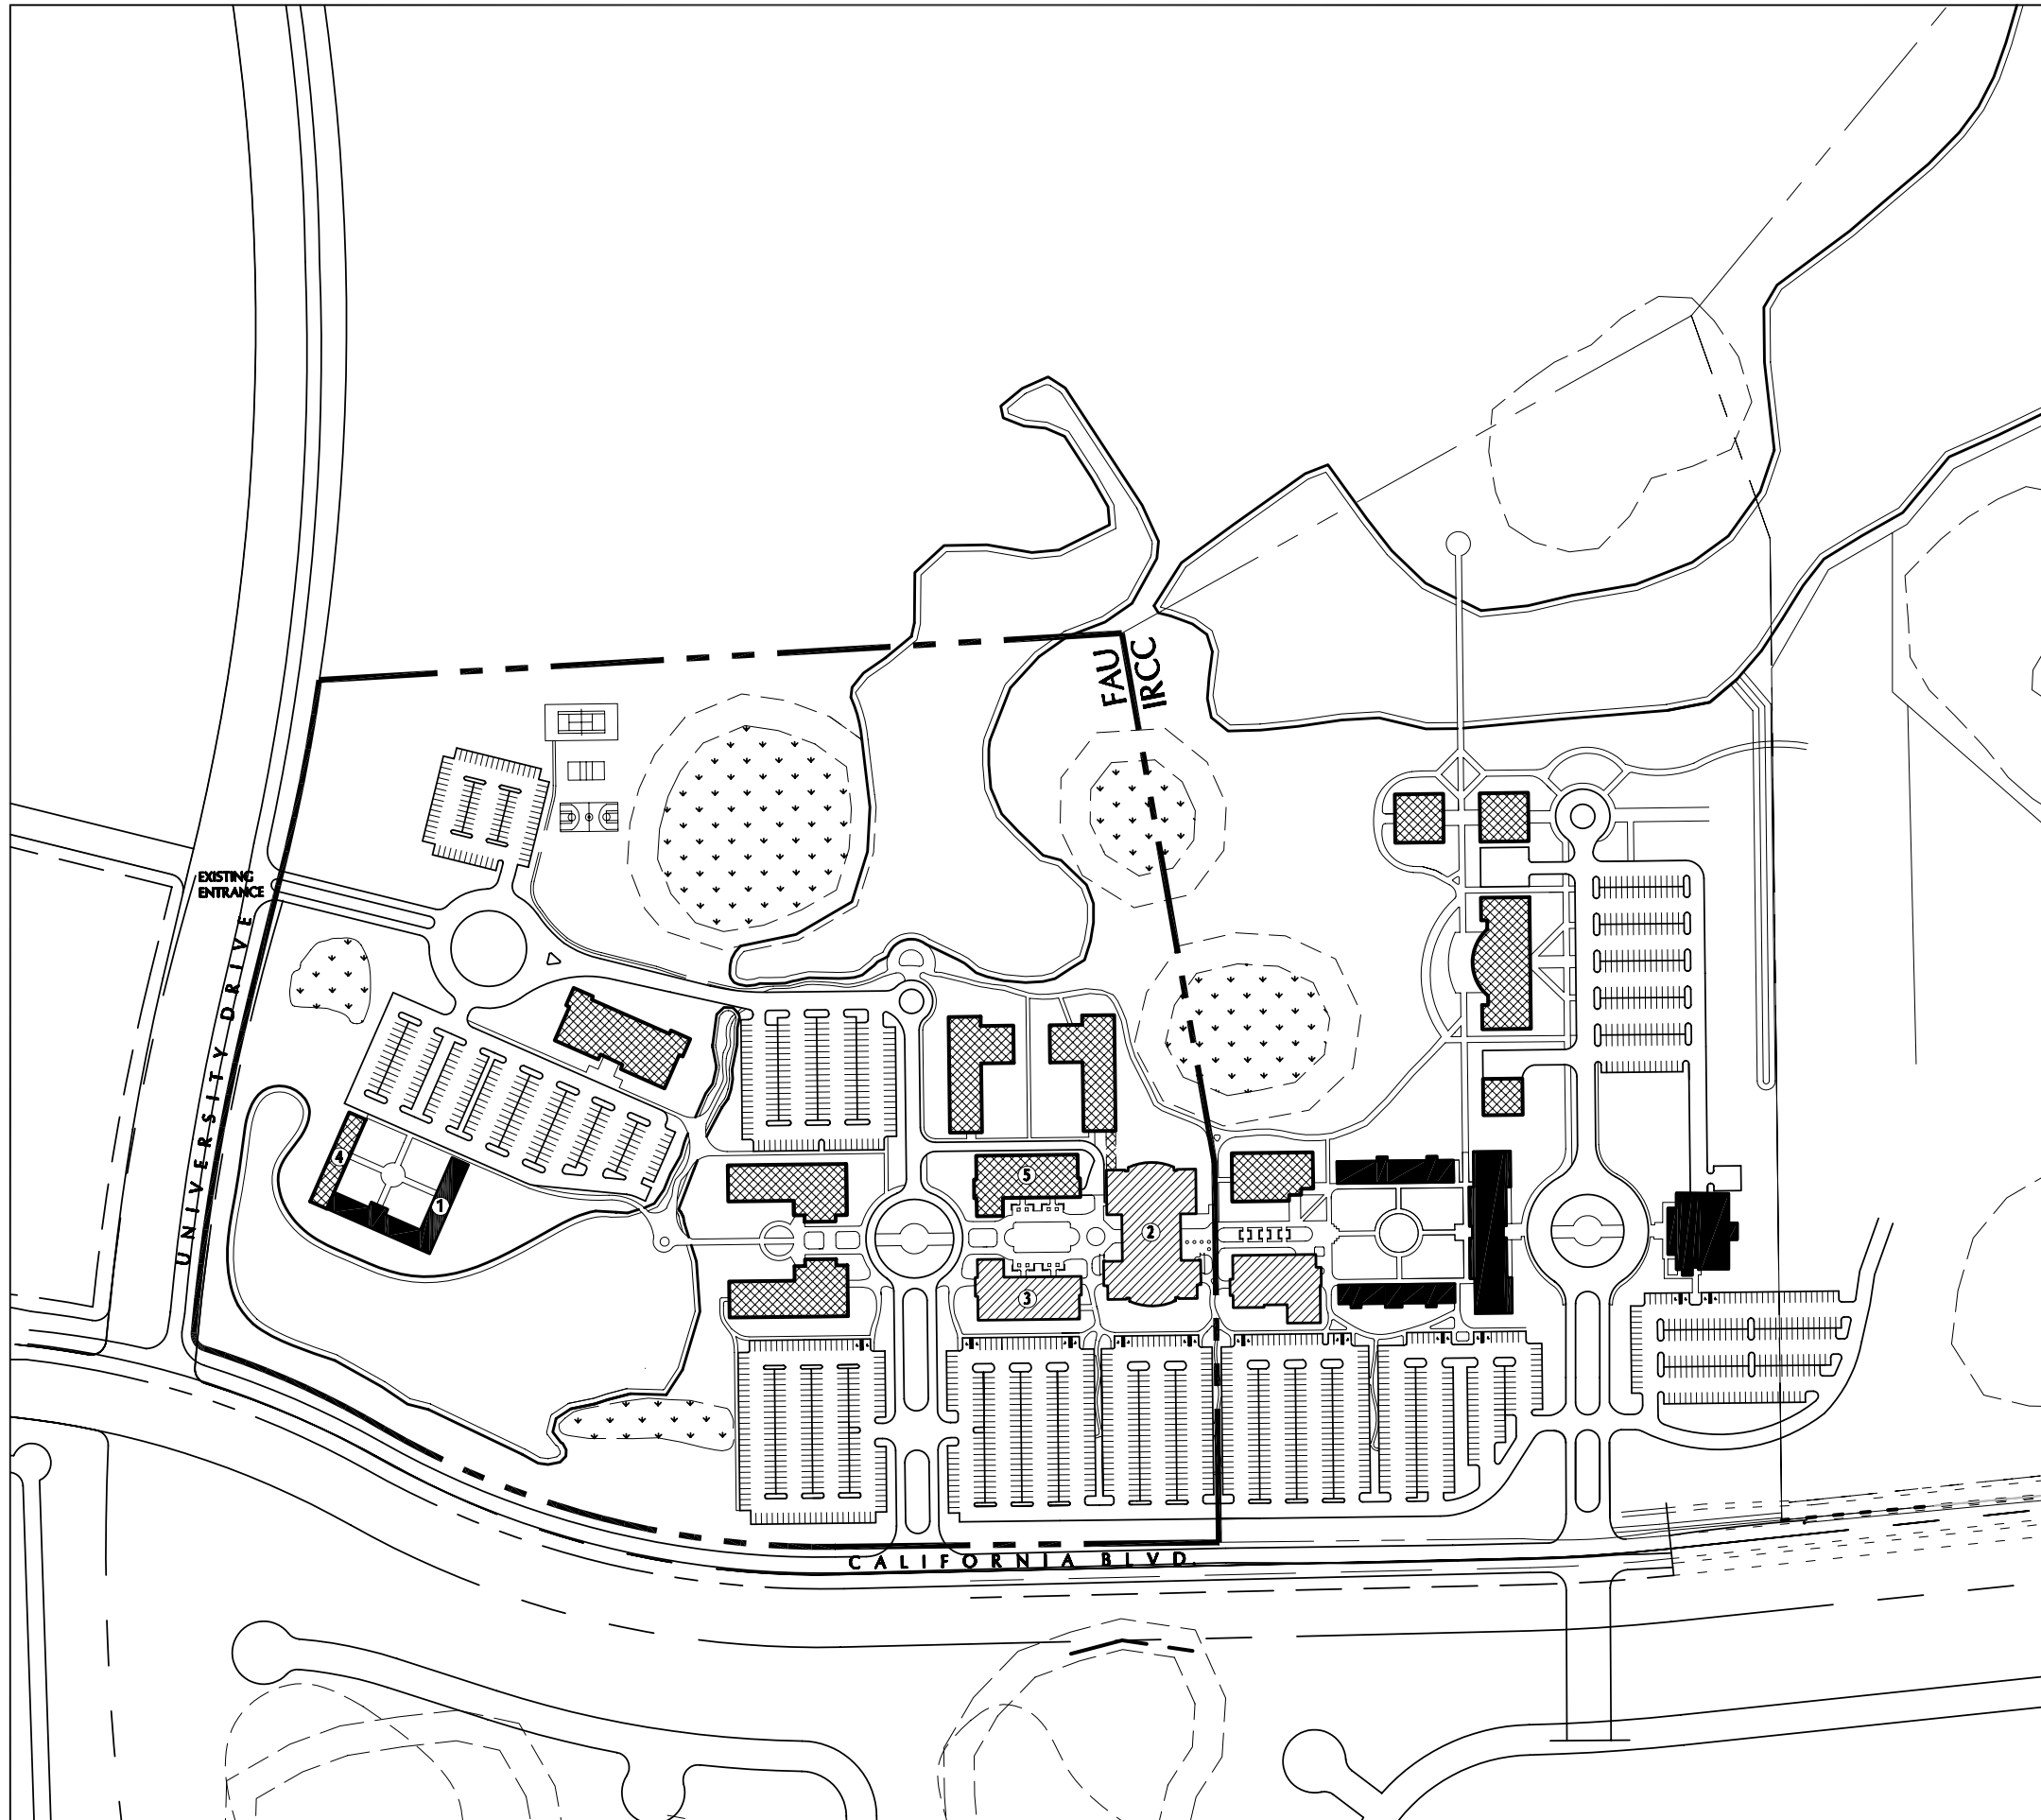 FAU
IRCC
EXISTING
ENTRANCE
UNIVERSITY DRIVE
4
1
5
2
3
CALIFORNIA BLVD.